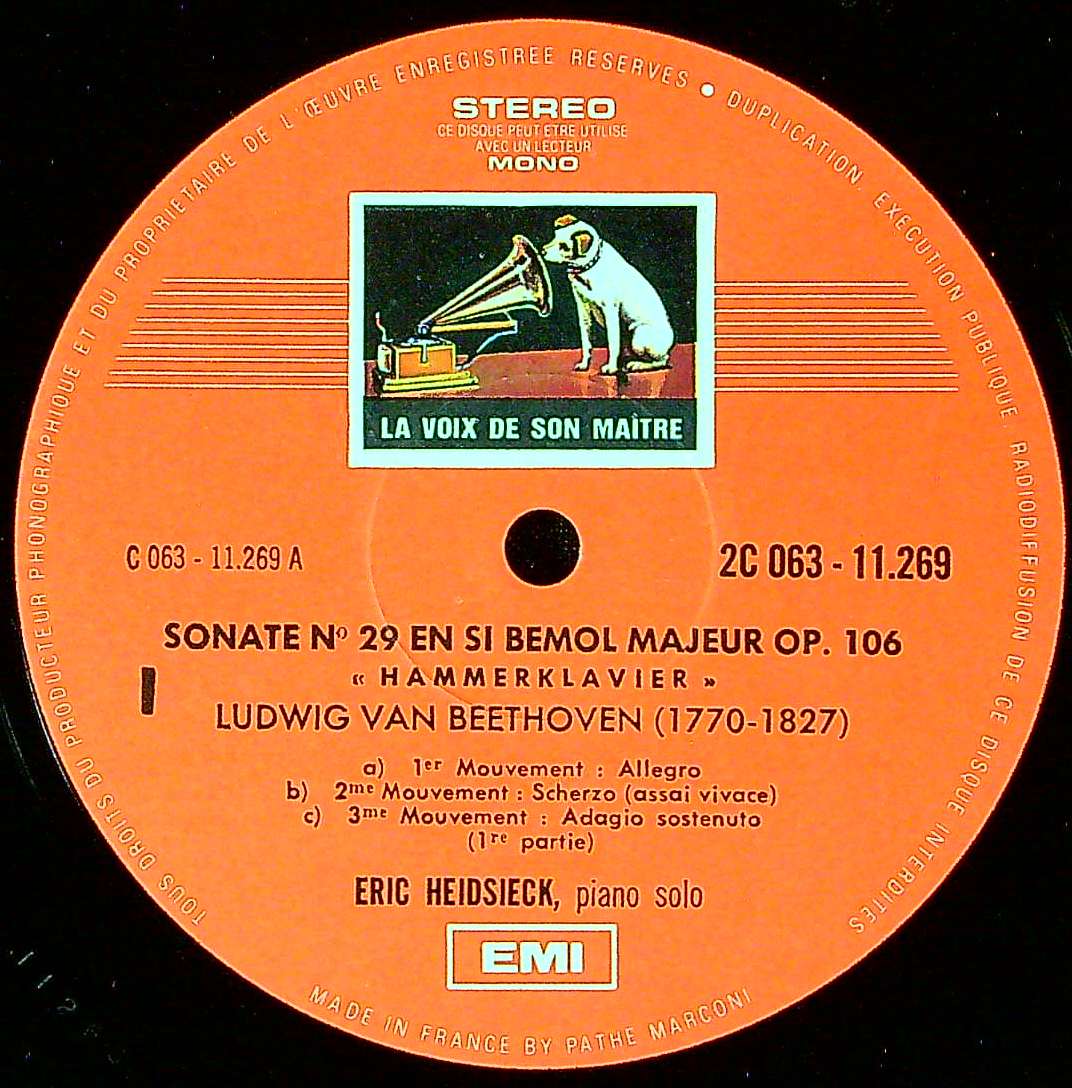 TOUS DROITS DU PRODUCTEUR PHONOGRAPHIQUE ET DU PROPRIETAIRE DE L'ŒUVRE ENREGISTREE RESERVES • DUPLICATION. EXECUTION PUBLIQUE. RADIODIFFUSION DE CE DISQUE INTERDITES
STEREO
CE DISQUE PEUT ETRE UTILISE
AVEC UN LECTEUR
MONO
LA VOIX DE SON MAÎTRE
C 063 - 11.269 A
2C 063 - 11.269
SONATE Nº 29 EN SI BEMOL MAJEUR OP. 106
« HAMMERKLAVIER »
I
LUDWIG VAN BEETHOVEN (1770-1827)
a) 1er Mouvement : Allegro
b) 2me Mouvement : Scherzo (assai vivace)
c) 3me Mouvement : Adagio sostenuto
(1re partie)
ERIC HEIDSIECK, piano solo
EMI
MADE IN FRANCE BY PATHE MARCONI